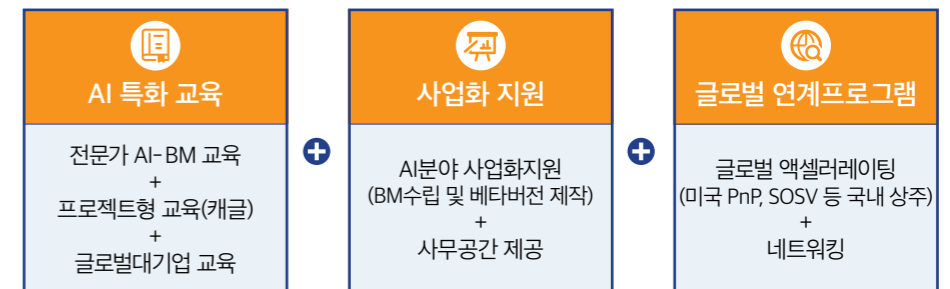 AI 특화 교육
전문가 AI-BM 교육
+
프로젝트형 교육(캐글)
+
글로벌대기업 교육
+
사업화 지원
AI분야 사업화지원
(BM수립 및 베타버전 제작)
+
사무공간 제공
+
글로벌 연계프로그램
글로벌 액셀러레이팅
(미국 PnP, SOSV 등 국내 상주)
+
네트워킹